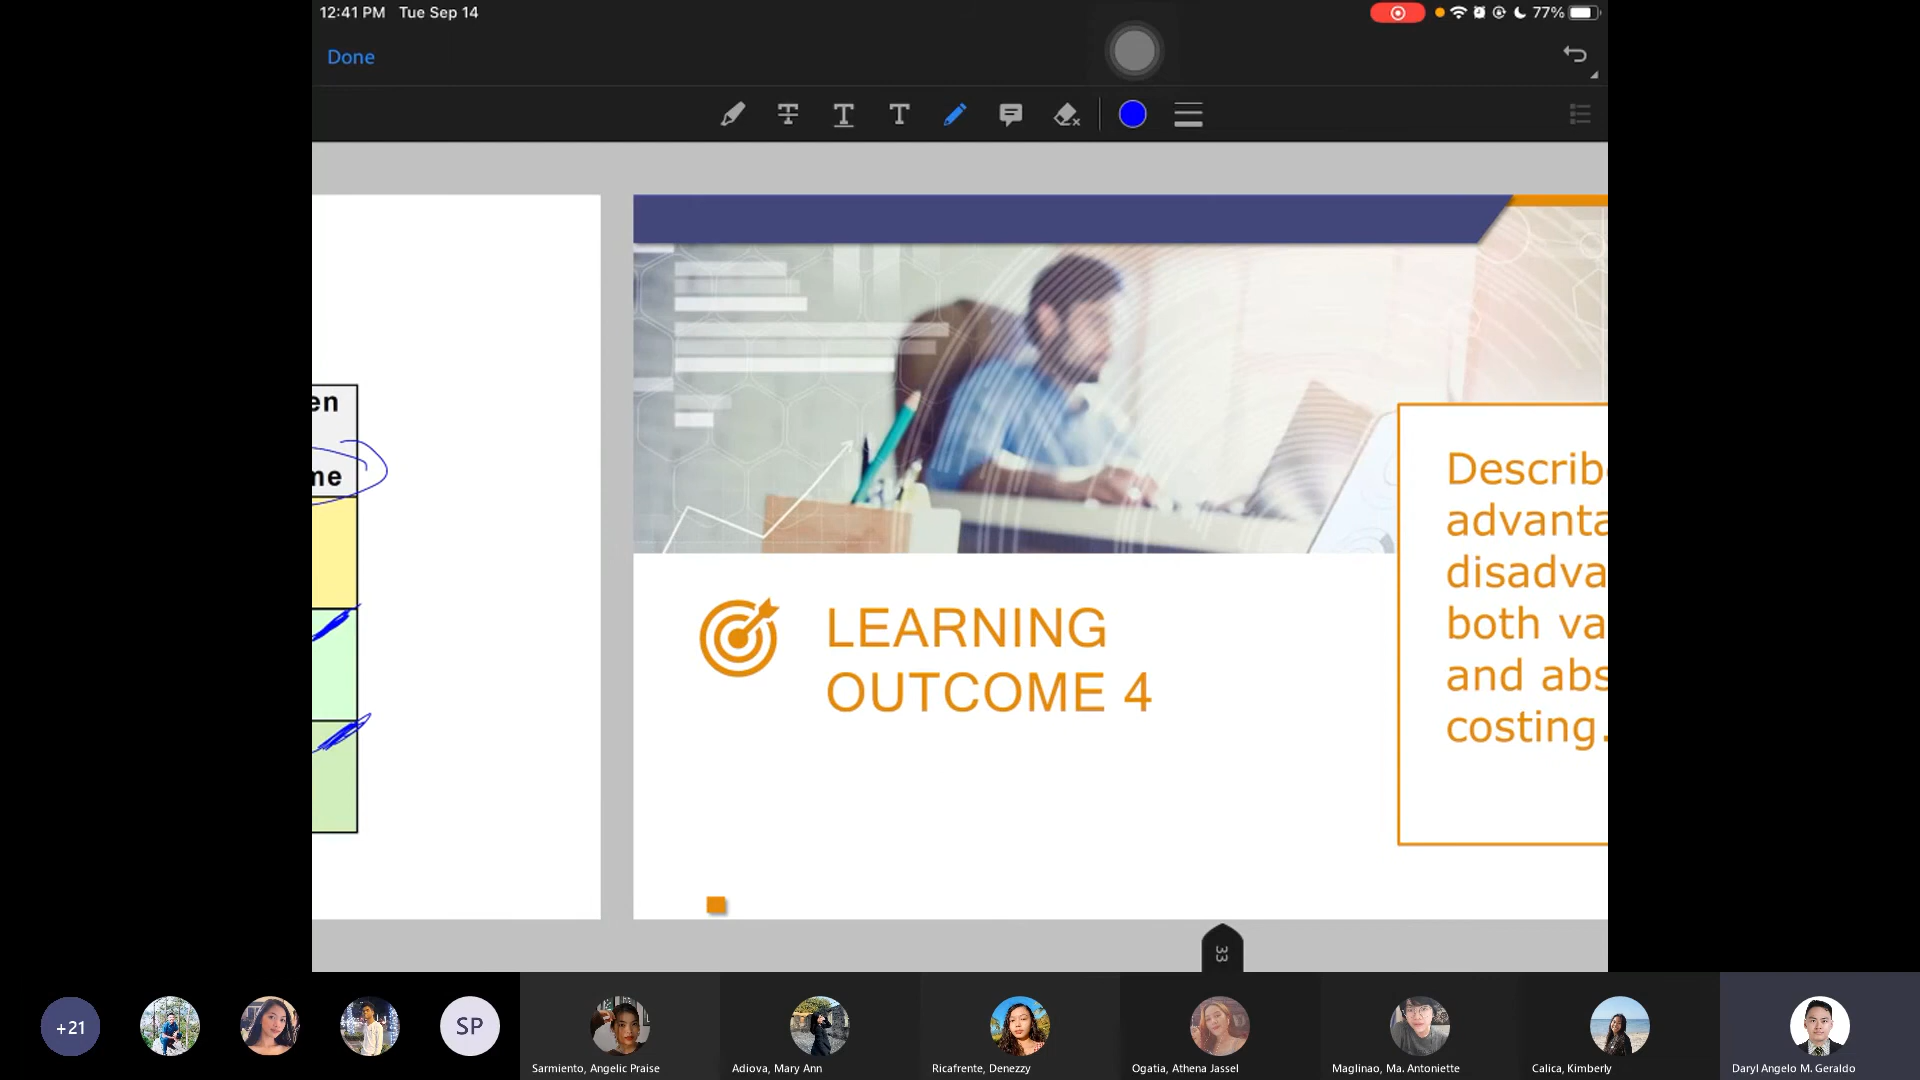 12:41 PM Tue Sep 14
77%
Done
en
me
LEARNING
OUTCOME 4
Describ
advanta
disadva
both va
and abs
costing.
33
+21
SP
Sarmiento, Angelic Praise
Adiova, Mary Ann
Ricafrente, Denezzy
Ogatia, Athena Jassel
Maglinao, Ma. Antoniette
Calica, Kimberly
Daryl Angelo M. Geraldo